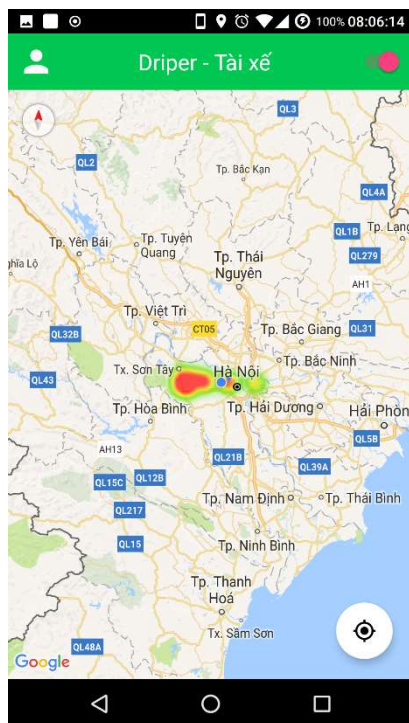 100% 08:06:14
Driper - Tài xế
QL3
QL2
Tp. Bắc Kạn
QL4A
QL1B
Tp. Lạng
Tp. Yên Bái
Tp. Tuyên
Quang
QL279
ghĩa Lộ
Tp. Thái
Nguyên
AH1
Tp. Việt Trì
CT05
QL31
QL32B
Tp. Bắc Giang
Tp. Bắc Ninh
Tx. Sơn Tây
Hà Nội
QL43
Tp. Hòa Bình
Tp. Hải Dương
Hải Phòn
QL5B
AH13
QL21B
QL39A
QL15C
QL12B
Tp. Nam Định
Tp. Thái Bình
QL217
QL15
Tp. Ninh Bình
Tp. Thanh
Hoá
Tx. Sầm Sơn
QL48A
Google